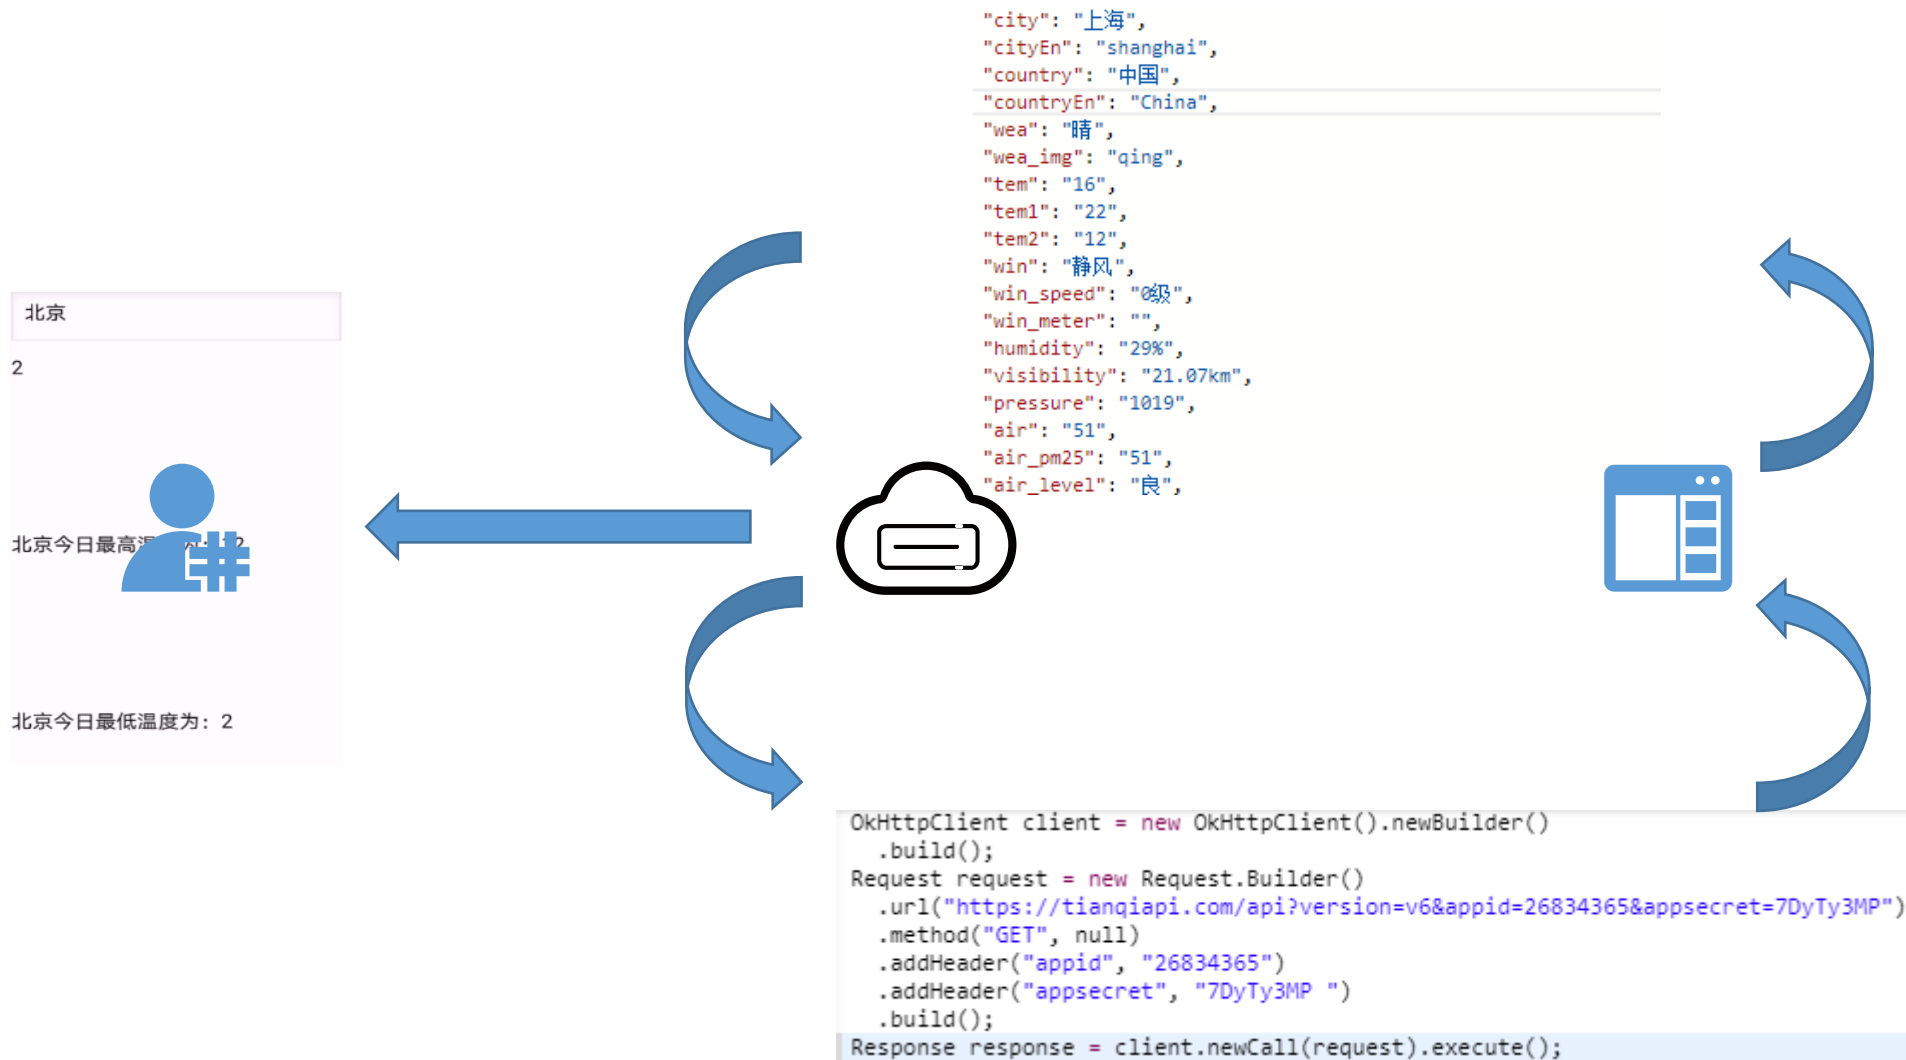 "city": "上海",
"cityEn": "shanghai",
"country": "中国",
"countryEn": "China",
"wea": "晴",
"wea_img": "qing",
"tem": "16",
"tem1": "22",
"tem2": "12",
"win": "静风",
"win_speed": "0级",
"win_meter": "",
"humidity": "29%",
"visibility": "21.07km",
"pressure": "1019",
"air": "51",
"air_pm25": "51",
"air_level": "良",
北京
2
北京今日最高
北京今日最低温度为: 2
OkHttpClient client = new OkHttpClient().newBuilder()
.build();
Request request = new Request.Builder()
.url("https://tianqiapi.com/api?version=v6&appid=26834365&appsecret=7DyTy3MP")
.method("GET", null)
.addHeader("appid", "26834365")
.addHeader("appsecret", "7DyTy3MP ")
.build();
Response response = client.newCall(request).execute();